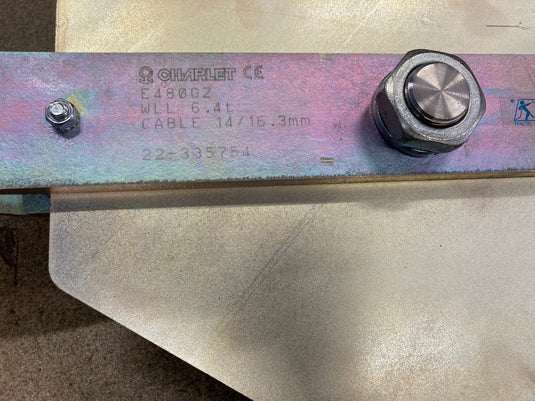 CHARLET CE
E480GZ
WLL 6.4t
CABLE 14/16.3mm
22-335754